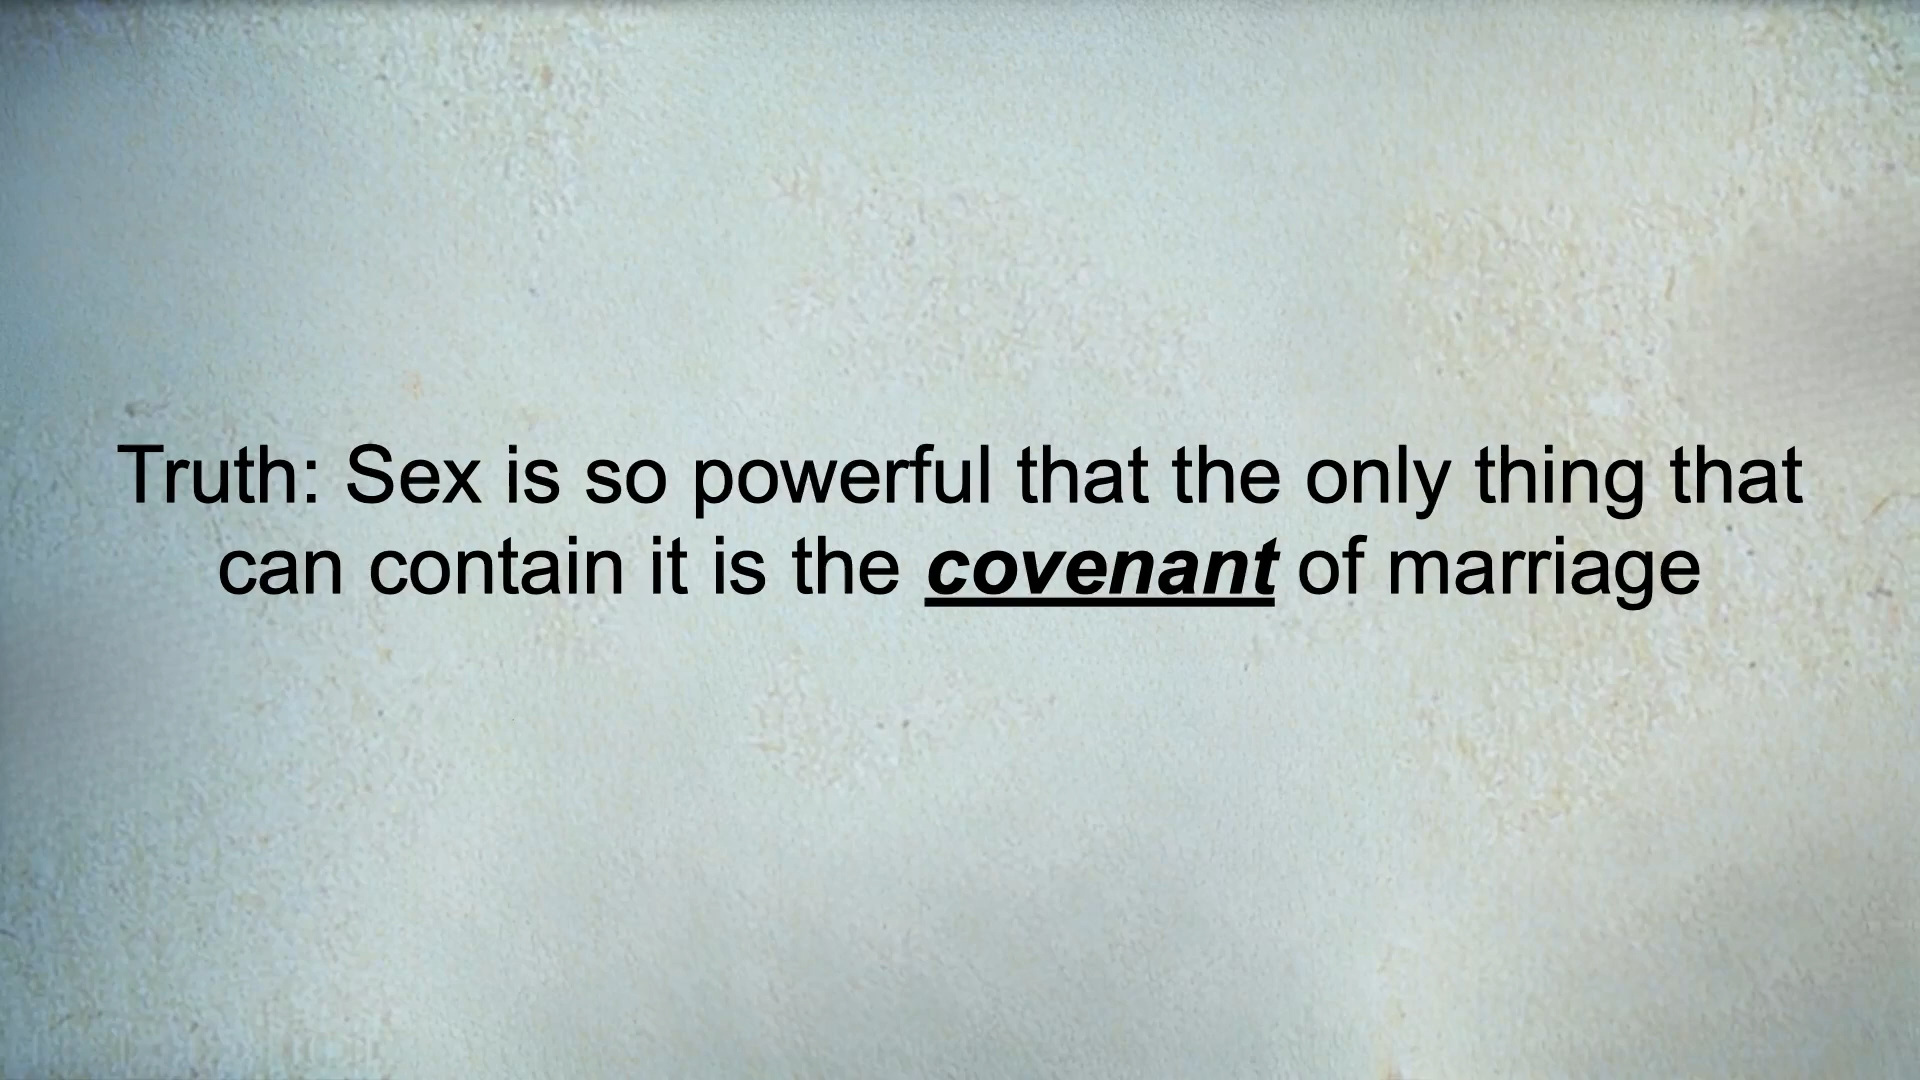 Truth: Sex is so powerful that the only thing that
can contain it is the covenant of marriage